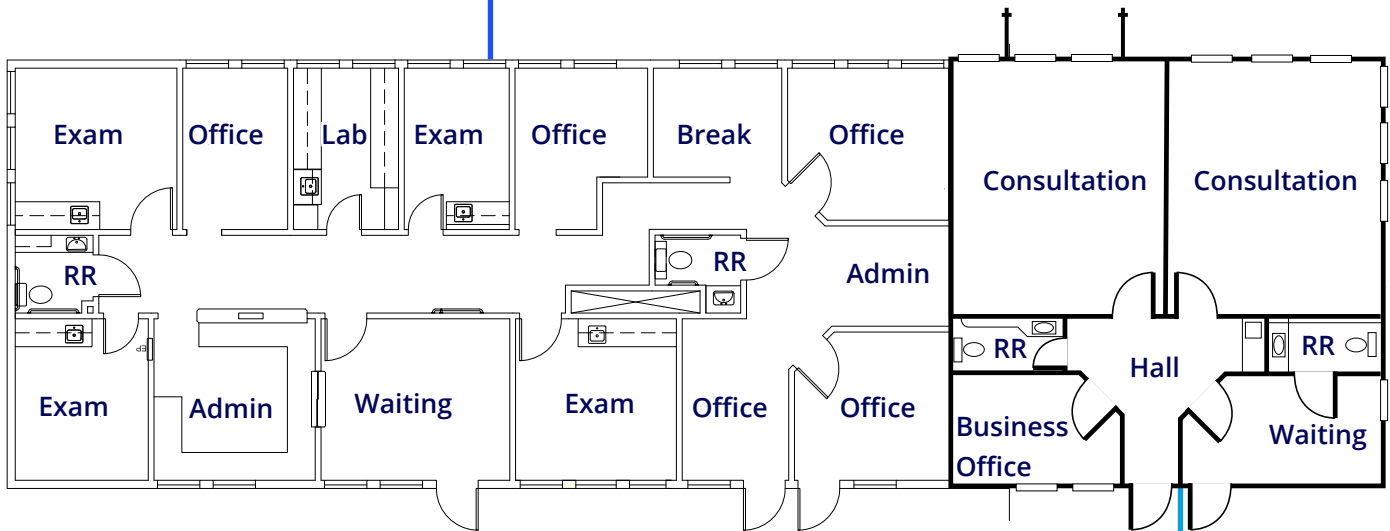 Exam
Office
Lab
Exam
Office
Break
Office
Consultation
Consultation
RR
RR
Admin
RR
Hall
RR
Exam
Admin
Waiting
Exam
Office
Office
Business
Office
Waiting